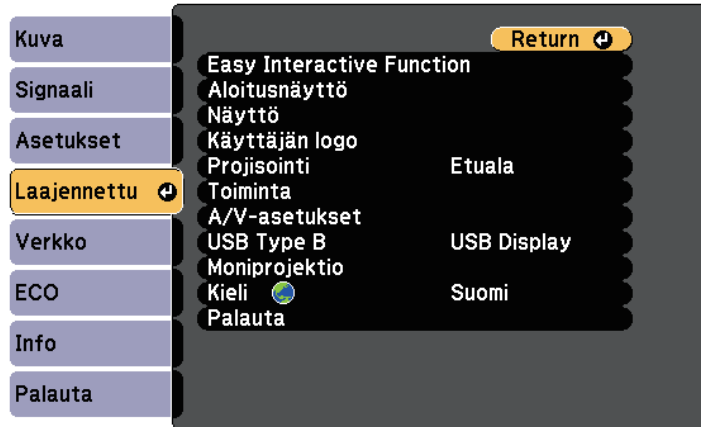 Kuva
Signaali
Asetukset
Laajennettu
Verkko
ECO
Info
Palauta
Return
Easy Interactive Function
Aloitusnäyttö
Näyttö
Käyttäjän logo
Projisointi Etuala
Toiminta
A/V-asetukset
USB Type B USB Display
Moniprojektio
Kieli Suomi
Palauta